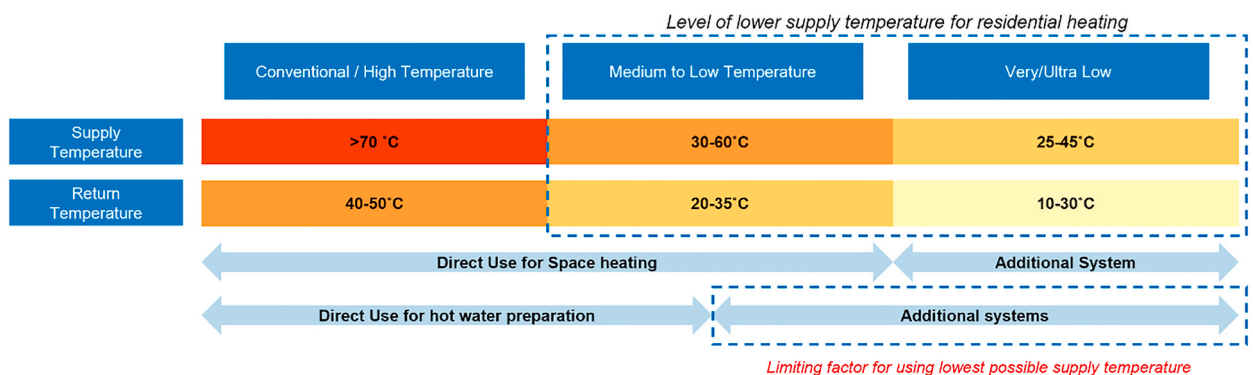 Level of lower supply temperature for residential heating
Conventional / High Temperature
Medium to Low Temperature
Very/Ultra Low
Supply
Temperature
>70 ˚C
30-60˚C
25-45˚C
Return
Temperature
40-50˚C
20-35˚C
10-30˚C
Direct Use for Space heating
Additional System
Direct Use for hot water preparation
Additional systems
Limiting factor for using lowest possible supply temperature